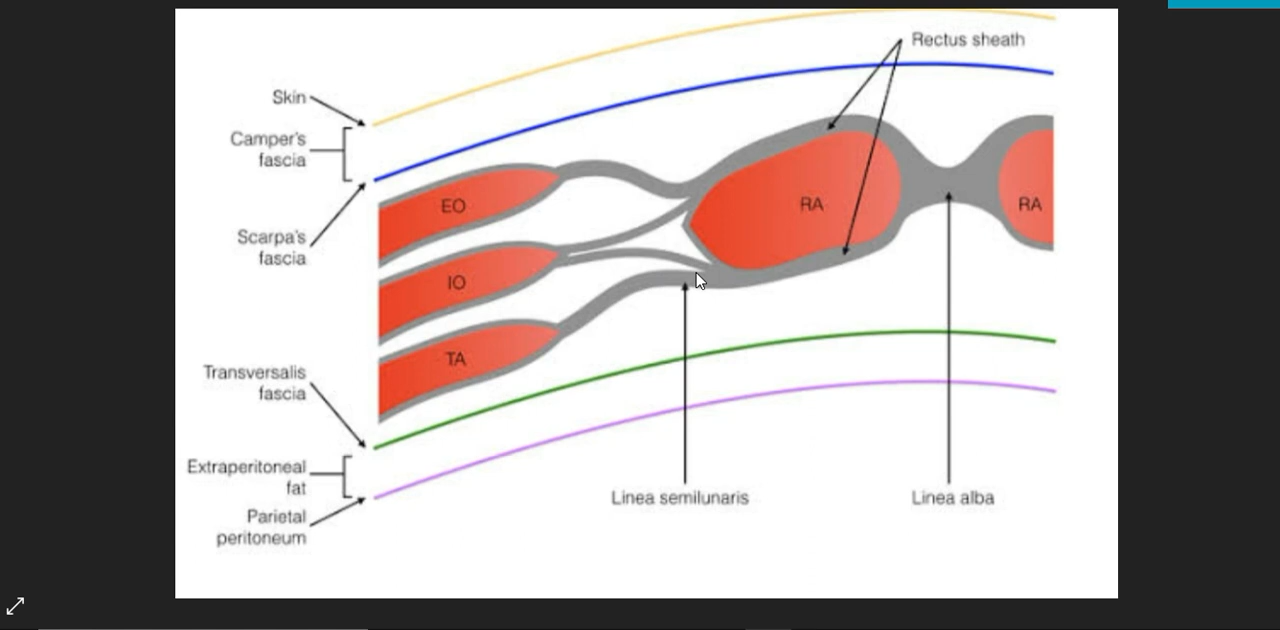 Rectus sheath
Skin
Camper's
fascia
Scarpa's
fascia
EO
RA
RA
IO
TA
Transversalis
fascia
Extraperitoneal
fat
Parietal
peritoneum
Linea semilunaris
Linea alba